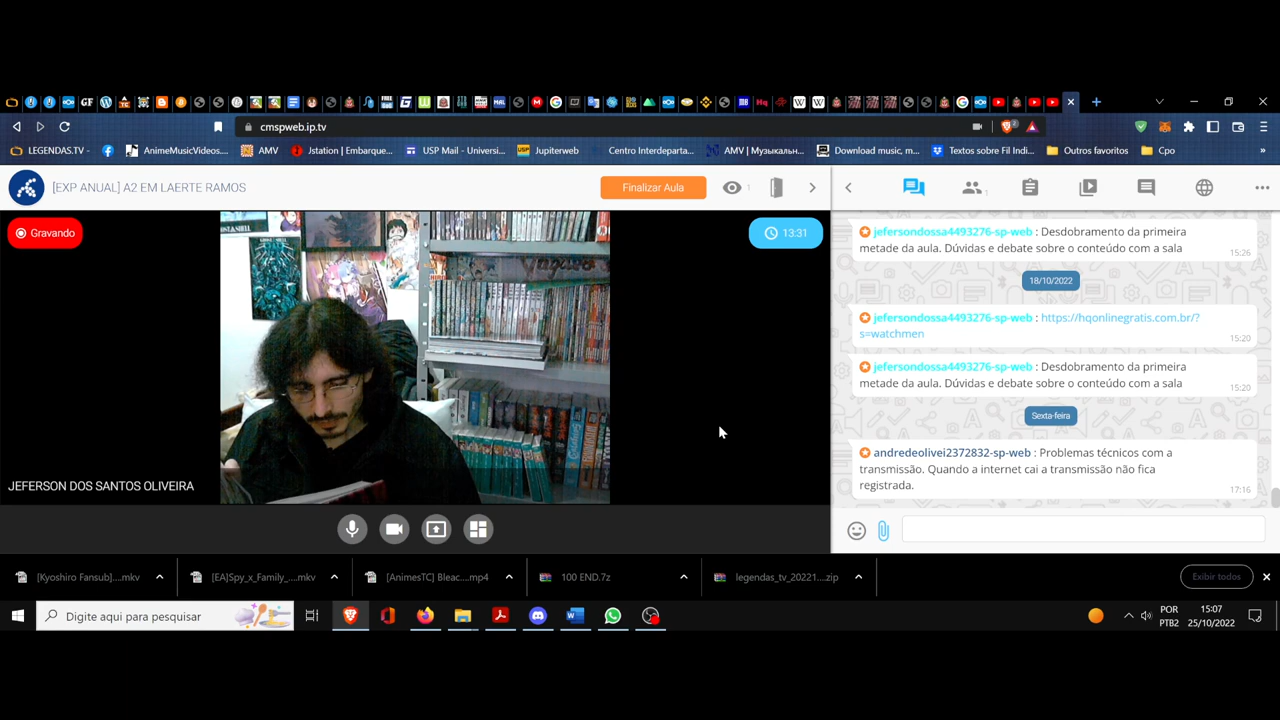 cmspweb.ip.tv
2
LEGENDAS.TV -
AnimeMusicVideos...
AMV
Jstation | Embarque...
USP Mail - Universi...
Jupiterweb
Centro Interdeparta...
AMV | Музыкальн...
Download music, m...
Textos sobre Fil Indi...
Outros favoritos
Cpo
»
[EXP ANUAL] A2 EM LAERTE RAMOS
Finalizar Aula
1
1
Gravando
13:31
JEFERSON DOS SANTOS OLIVEIRA
jefersondossa4493276-sp-web : Desdobramento da primeira
metade da aula. Dúvidas e debate sobre o conteúdo com a sala
15:26
18/10/2022
jefersondossa4493276-sp-web : https://hqonlinegratis.com.br/?
s=watchmen
15:20
jefersondossa4493276-sp-web : Desdobramento da primeira
metade da aula. Dúvidas e debate sobre o conteúdo com a sala
15:20
Sexta-feira
andredeolivei2372832-sp-web : Problemas técnicos com a
transmissão. Quando a internet cai a transmissão não fica
registrada.
17:16
[Kyoshiro Fansub]....mkv
[EA]Spy_x_Family_....mkv
[AnimesTC] Bleac....mp4
100 END.7z
legendas_tv_20221....zip
Exibir todos
Digite aqui para pesquisar
POR
PTB2
15:07
25/10/2022